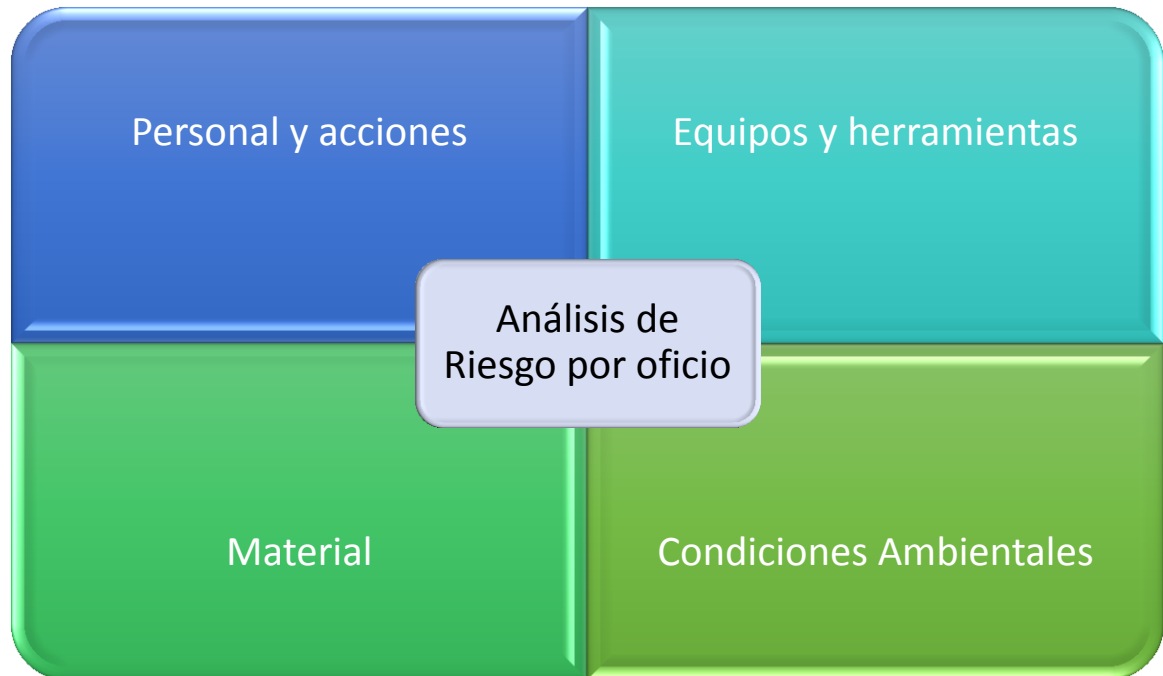 Personal y acciones
Equipos y herramientas
Análisis de
Riesgo por oficio
Material
Condiciones Ambientales